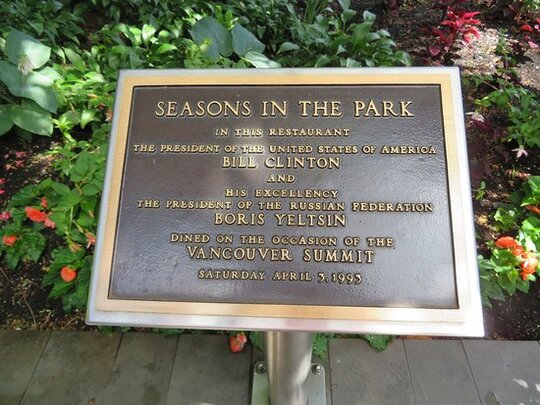 SEASONS IN THE PARK
IN THIS RESTAURANT
THE PRESIDENT OF THE UNITED STATES OF AMERICA
BILL CLINTON
AND
HIS EXCELLENCY
THE PRESIDENT OF THE RUSSIAN FEDERATION
BORIS YELTSIN
DINED ON THE OCCASION OF THE
VANCOUVER SUMMIT
SATURDAY APRIL 3, 1993